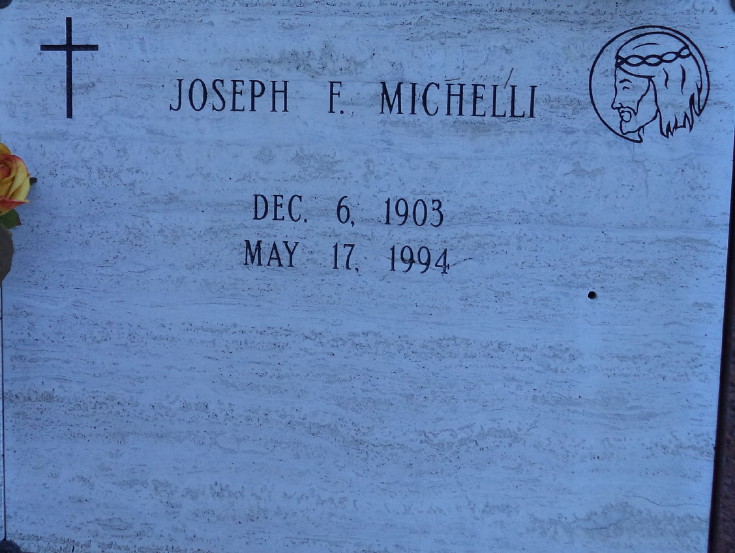 JOSEPH F. MICHELLI
DEC. 6, 1903
MAY 17, 1994